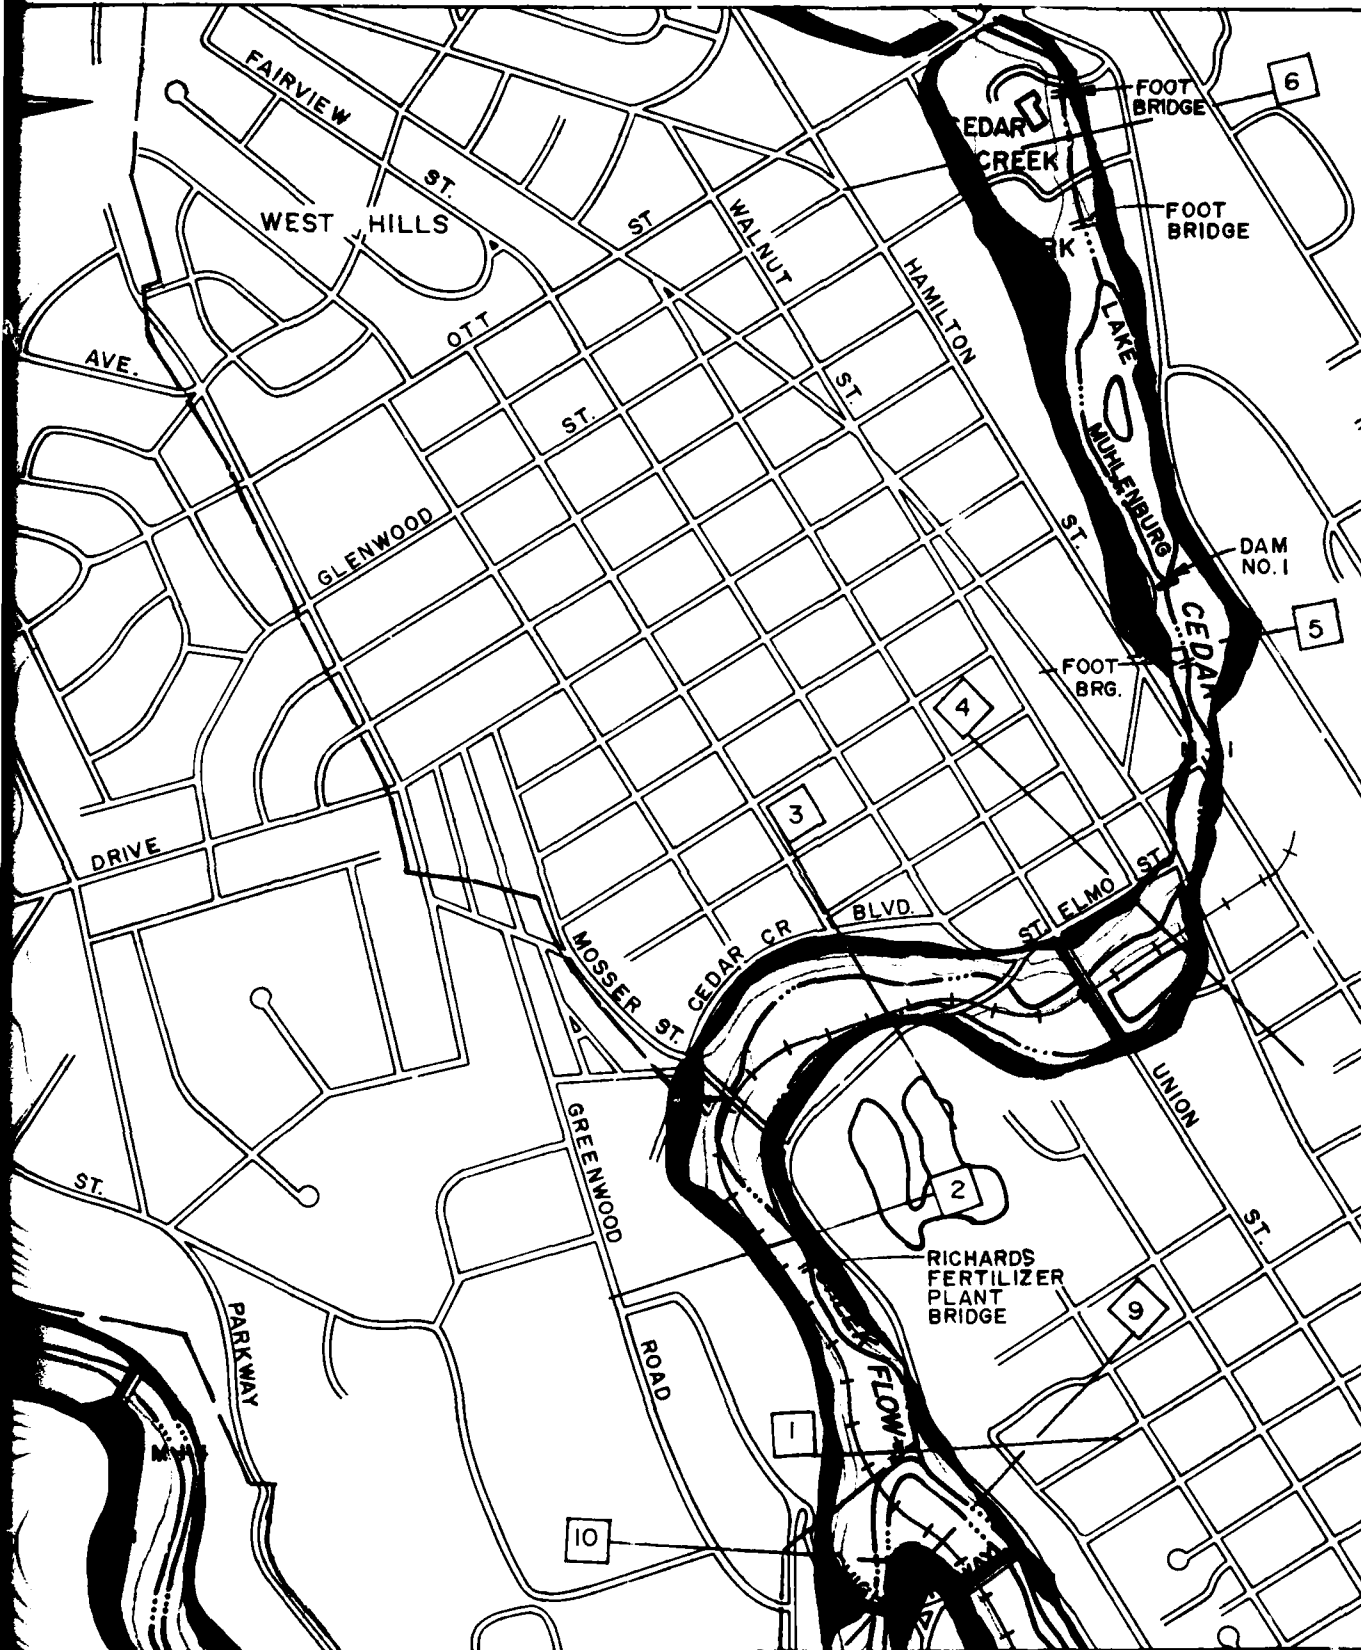 6
FOOT
BRIDGE
FAIRVIEW
ST.
EDAR
CREEK
WEST HILLS
ST
WALNUT
FOOT
BRIDGE
RK
HAMILTON
LAKE
OTT
AVE.
ST.
ST.
MUHLENBURG
GLENWOOD
ST.
DAM
NO. 1
CEDAR
5
FOOT
BRG.
4
3
DRIVE
ST.
ELMO
ST.
BLVD.
CEDAR CR
MOSSER
ST.
UNION
ST.
GREENWOOD
ST.
2
RICHARDS
FERTILIZER
PLANT
BRIDGE
9
PARKWAY
ROAD
FLOW
1
10